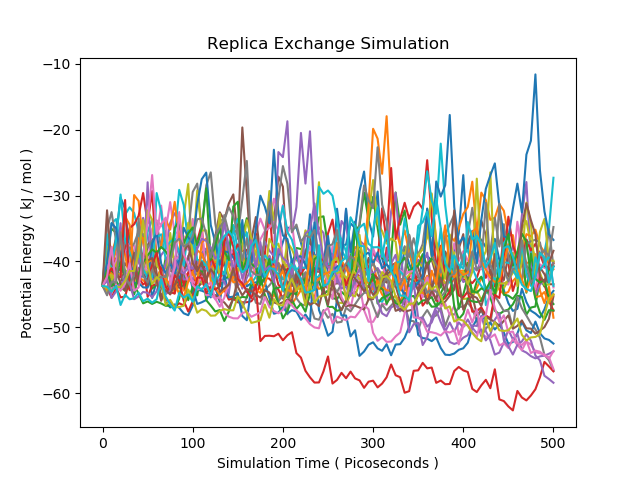 Replica Exchange Simulation
Potential Energy ( kJ / mol )
−10
−20
−30
−40
−50
−60
0 100 200 300 400 500
Simulation Time ( Picoseconds )